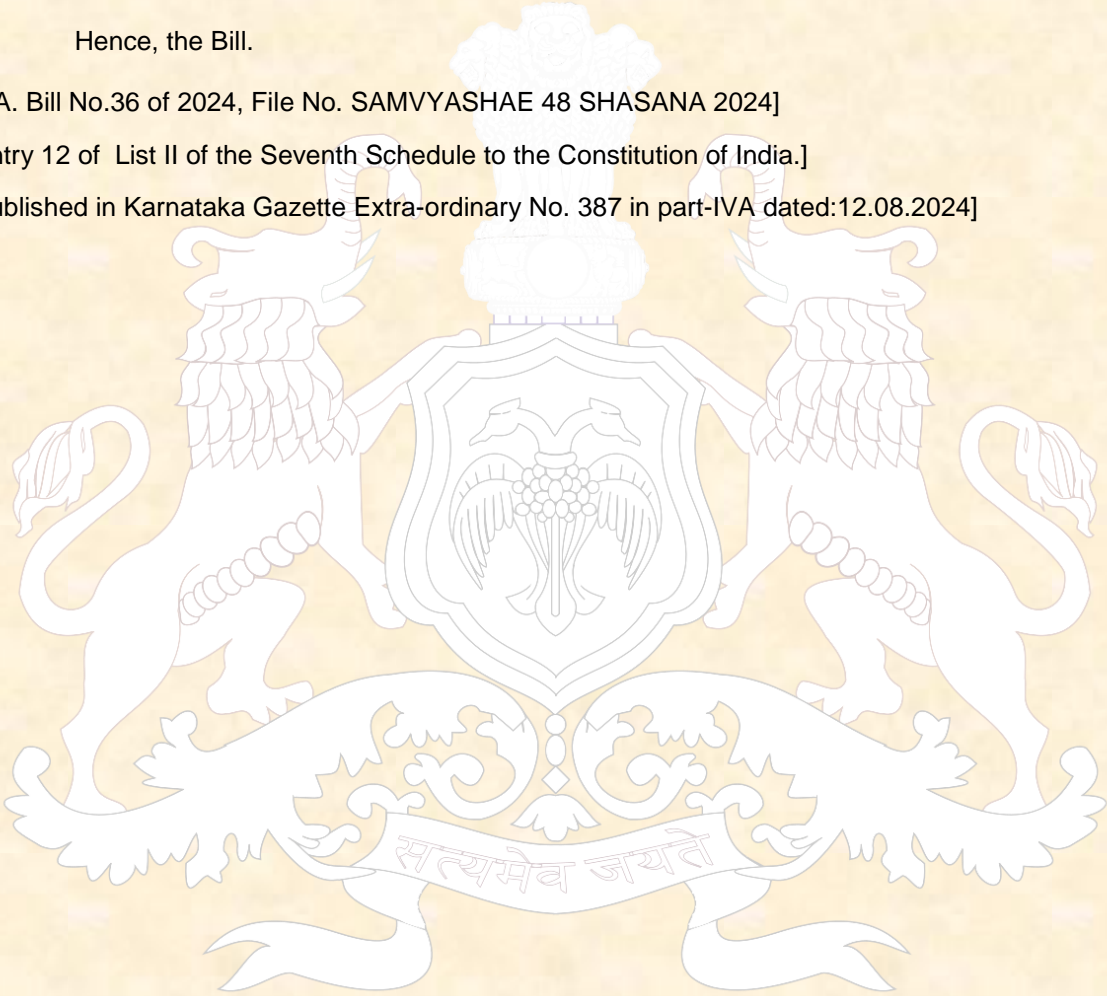 Hence, the Bill.
A. Bill No.36 of 2024, File No. SAMVYASHAE 48 SHASANA 2024]
ntry 12 of List II of the Seventh Schedule to the Constitution of India.]
ublished in Karnataka Gazette Extra-ordinary No. 387 in part-IVA dated:12.08.2024]
सत्यमेव जयते